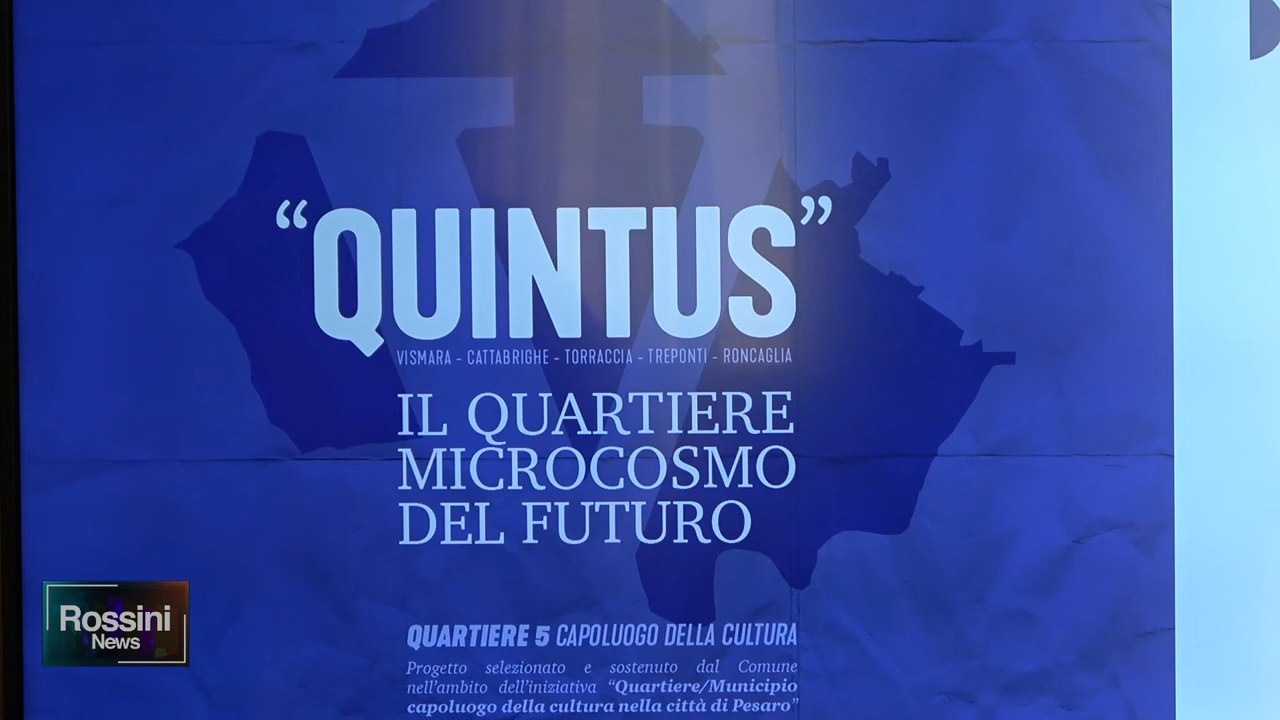 “QUINTUS”
VISMARA - CATTABRIGHE - TORRACCIA - TREPONTI - RONCAGLIA
IL QUARTIERE
MICROCOSMO
DEL FUTURO
QUARTIERE 5 CAPOLUOGO DELLA CULTURA
Progetto selezionato e sostenuto dal Comune
nell’ambito dell’iniziativa “Quartiere/Municipio
capoluogo della cultura nella città di Pesaro”
Rossini
News